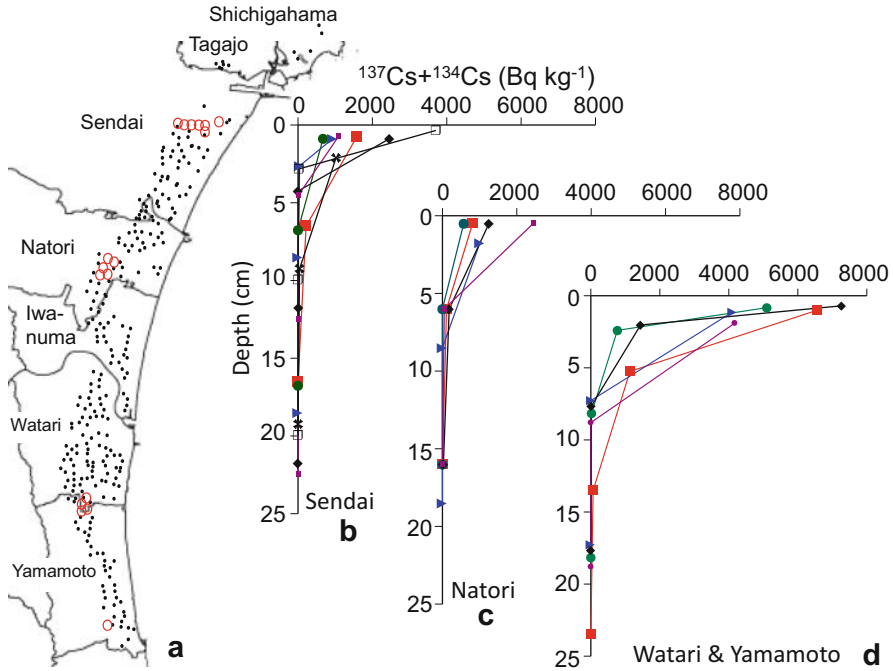 Shichigahama
Tagajo
Sendai
Natori
Iwa-
numa
Watari
Yamamoto
a
¹³⁷Cs+¹³⁴Cs (Bq kg⁻¹)
0 2000 4000 6000 8000
Depth (cm)
0
5
10
15
20
25
Sendai
b
0 2000 4000 6000 8000
0
5
10
15
20
25
Natori
c
0 2000 4000 6000 8000
0
5
10
15
20
25
Watari & Yamamoto
d